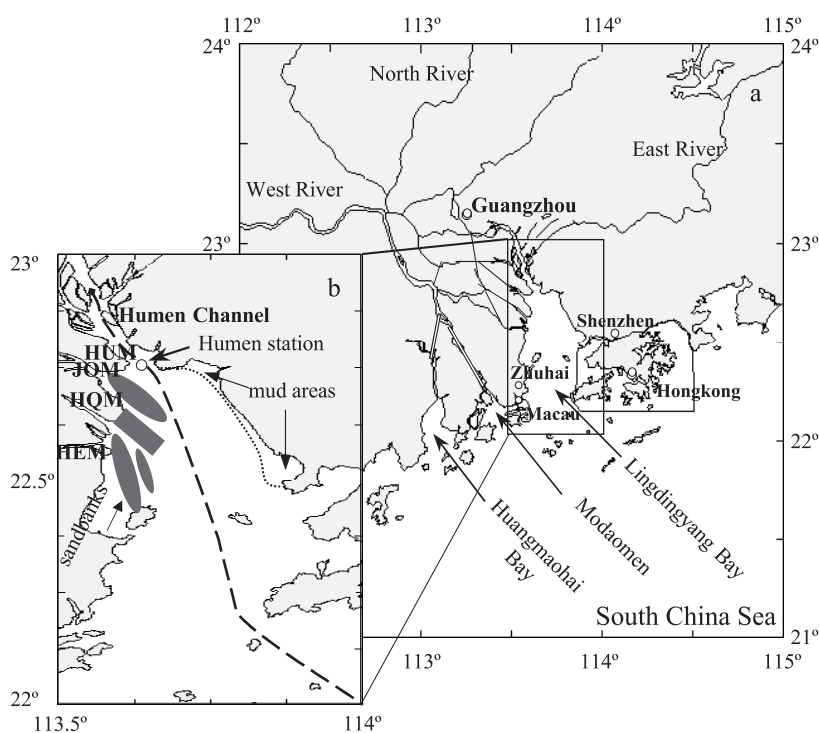 112º
113º
114º
115º
24º
North River
a
East River
West River
Guangzhou
23º
23º
b
Humen Channel
Shenzhen
HUM
Humen station
JQM
mud areas
Zhuhai
HQM
Hongkong
Macau
HEM
22º
22.5º
sandbanks
Lingdingyang Bay
Modaomen
Huangmaohai
Bay
South China Sea
21º
113º
114º
115º
22º
113.5º
114º